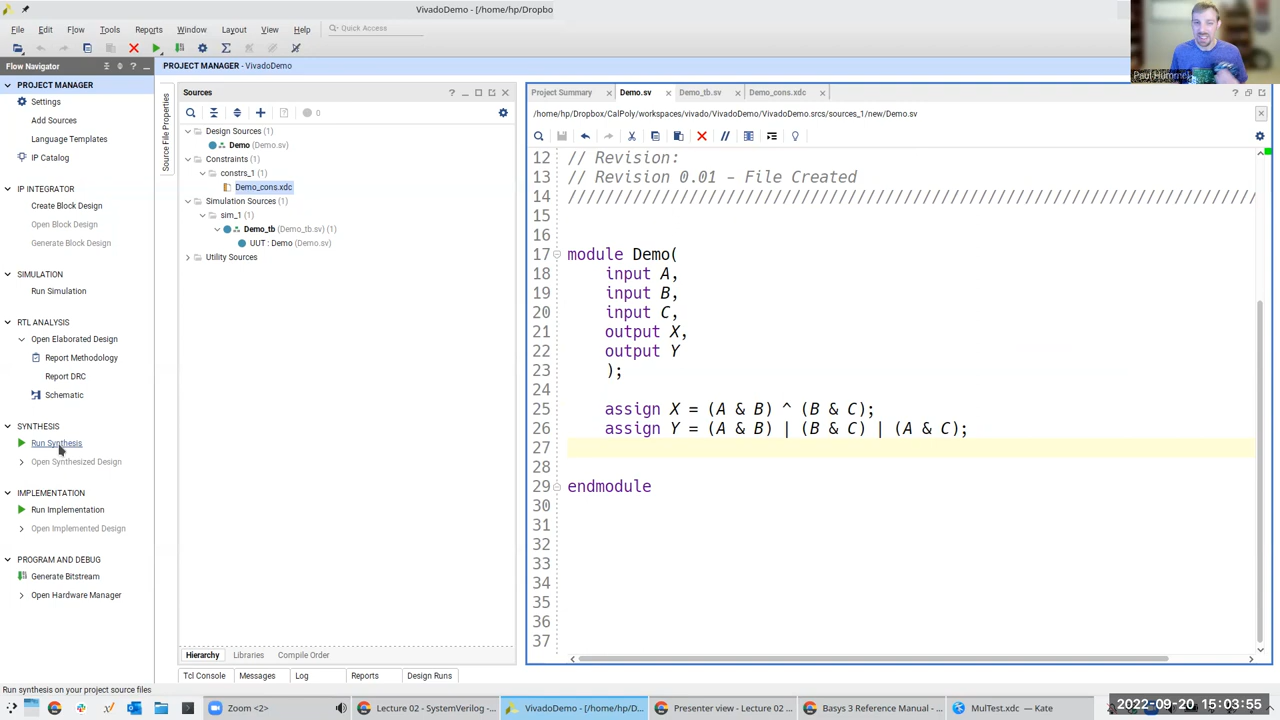 VivadoDemo - [/home/hp/Dropbo
File Edit Flow Tools Reports Window Layout View Help Quick Access
Flow Navigator
PROJECT MANAGER - VivadoDemo
Paul Hummel
PROJECT MANAGER
Settings
Add Sources
Language Templates
IP Catalog
IP INTEGRATOR
Create Block Design
Open Block Design
Generate Block Design
SIMULATION
Run Simulation
RTL ANALYSIS
Open Elaborated Design
Report Methodology
Report DRC
Schematic
SYNTHESIS
Run Synthesis
Open Synthesized Design
IMPLEMENTATION
Run Implementation
Open Implemented Design
PROGRAM AND DEBUG
Generate Bitstream
Open Hardware Manager
Source File Properties
Sources
0
Design Sources (1)
Demo (Demo.sv)
Constraints (1)
constrs_1 (1)
Demo_cons.xdc
Simulation Sources (1)
sim_1 (1)
Demo_tb (Demo_tb.sv) (1)
UUT : Demo (Demo.sv)
Utility Sources
Hierarchy Libraries Compile Order
Project Summary Demo.sv Demo_tb.sv Demo_cons.xdc
/home/hp/Dropbox/CalPoly/workspaces/vivado/VivadoDemo/VivadoDemo.srcs/sources_1/new/Demo.sv
12 // Revision:
13 // Revision 0.01 - File Created
14 //////////////////////////////////////////////////////////////////////////
15
16
17 module Demo(
18 input A,
19 input B,
20 input C,
21 output X,
22 output Y
23 );
24
25 assign X = (A & B) ^ (B & C);
26 assign Y = (A & B) | (B & C) | (A & C);
27
28
29 endmodule
30
31
32
33
34
35
36
37
Tcl Console Messages Log Reports Design Runs
Run synthesis on your project source files
Zoom <2> Lecture 02 - SystemVerilog - ... VivadoDemo - [/home/hp/D... Presenter view - Lecture 02 ... Basys 3 Reference Manual - ... MulTest.xdc — Kate
2022-09-20 15:03:55